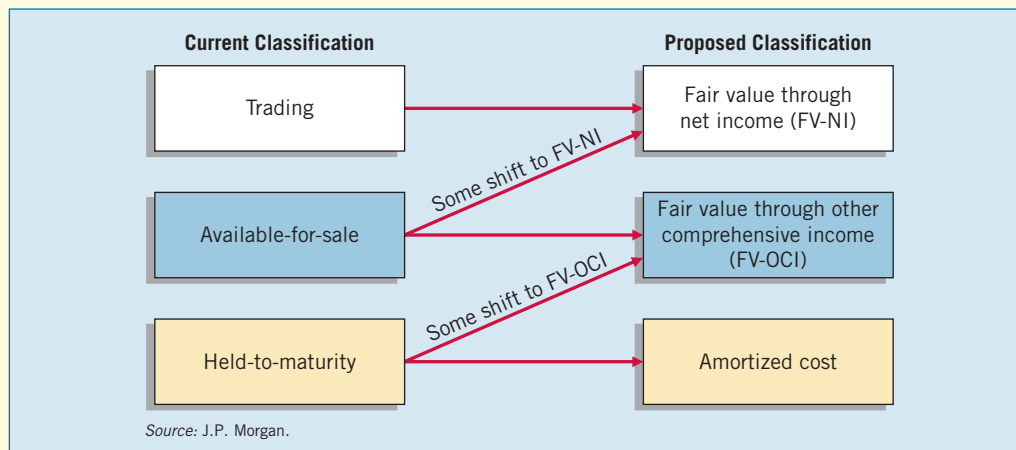 Current Classification
Proposed Classification
Trading
Fair value through
net income (FV-NI)
Some shift to FV-NI
Available-for-sale
Fair value through other
comprehensive income
(FV-OCI)
Some shift to FV-OCI
Held-to-maturity
Amortized cost
Source: J.P. Morgan.